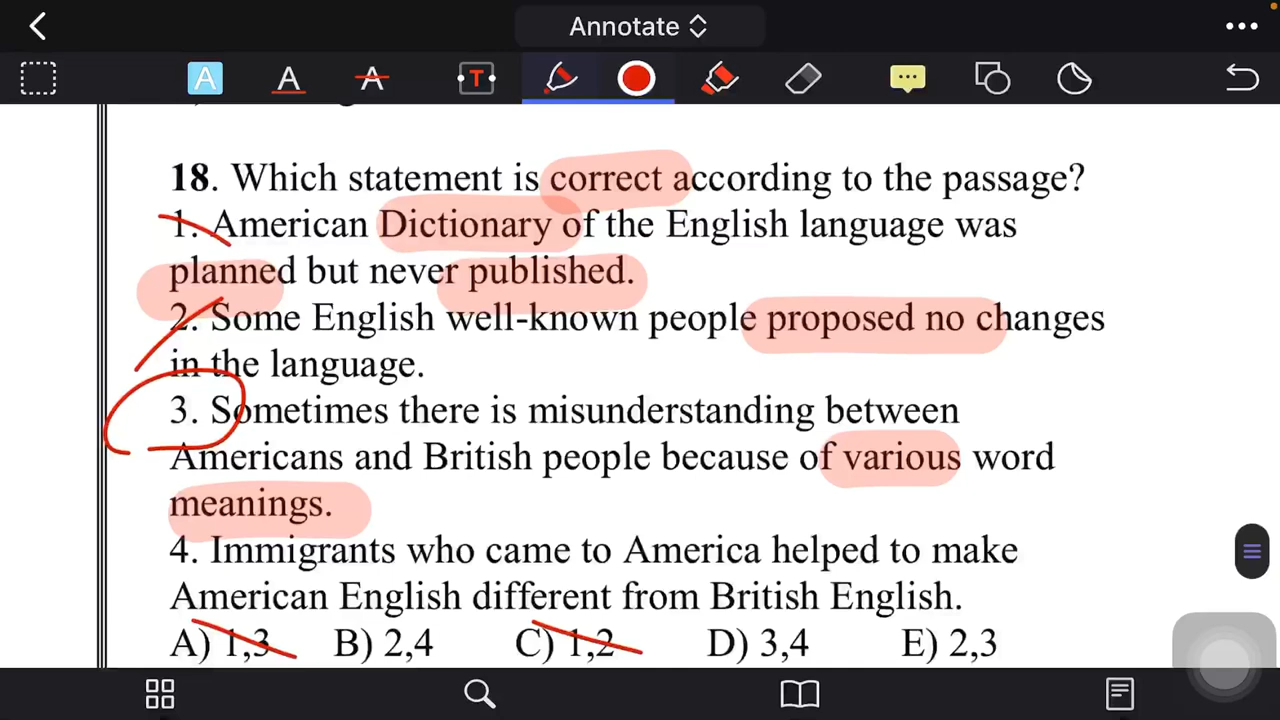 Annotate
A A A T
18. Which statement is correct according to the passage?
1. American Dictionary of the English language was
planned but never published.
2. Some English well-known people proposed no changes
in the language.
3. Sometimes there is misunderstanding between
Americans and British people because of various word
meanings.
4. Immigrants who came to America helped to make
American English different from British English.
A) 1,3 B) 2,4 C) 1,2 D) 3,4 E) 2,3